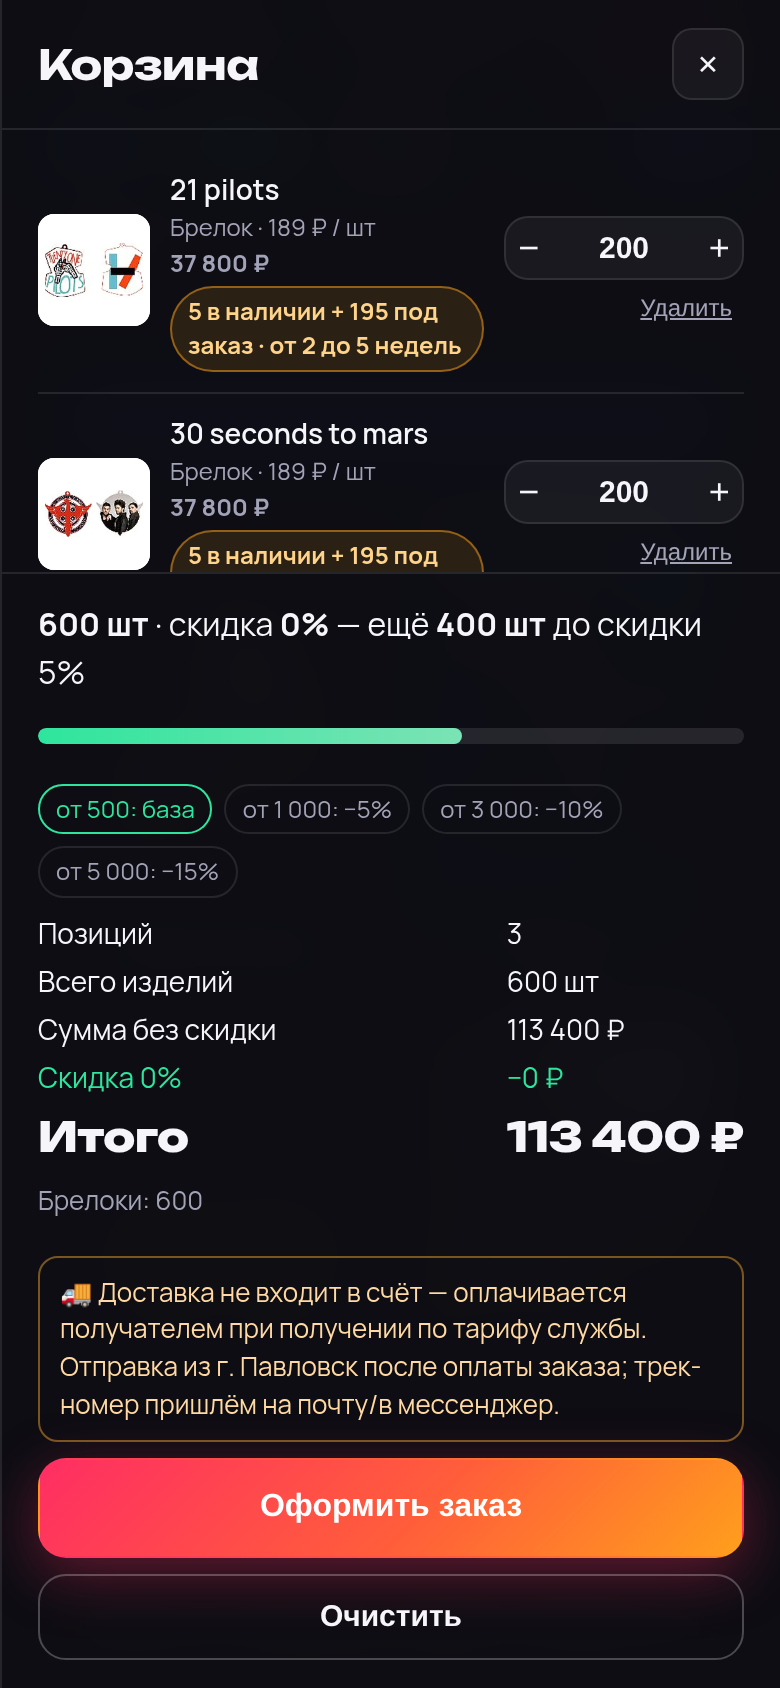 Корзина
×
21 pilots
Брелок · 189 ₽ / шт
37 800 ₽
5 в наличии + 195 под
заказ · от 2 до 5 недель
− 200 +
Удалить
30 seconds to mars
Брелок · 189 ₽ / шт
37 800 ₽
5 в наличии + 195 под
− 200 +
Удалить
600 шт · скидка 0% — ещё 400 шт до скидки
5%
от 500: база
от 1 000: −5%
от 3 000: −10%
от 5 000: −15%
Позиций 3
Всего изделий 600 шт
Сумма без скидки 113 400 ₽
Скидка 0% −0 ₽
Итого 113 400 ₽
Брелоки: 600
🚚 Доставка не входит в счёт — оплачивается
получателем при получении по тарифу службы.
Отправка из г. Павловск после оплаты заказа; трек-
номер пришлём на почту/в мессенджер.
Оформить заказ
Очистить